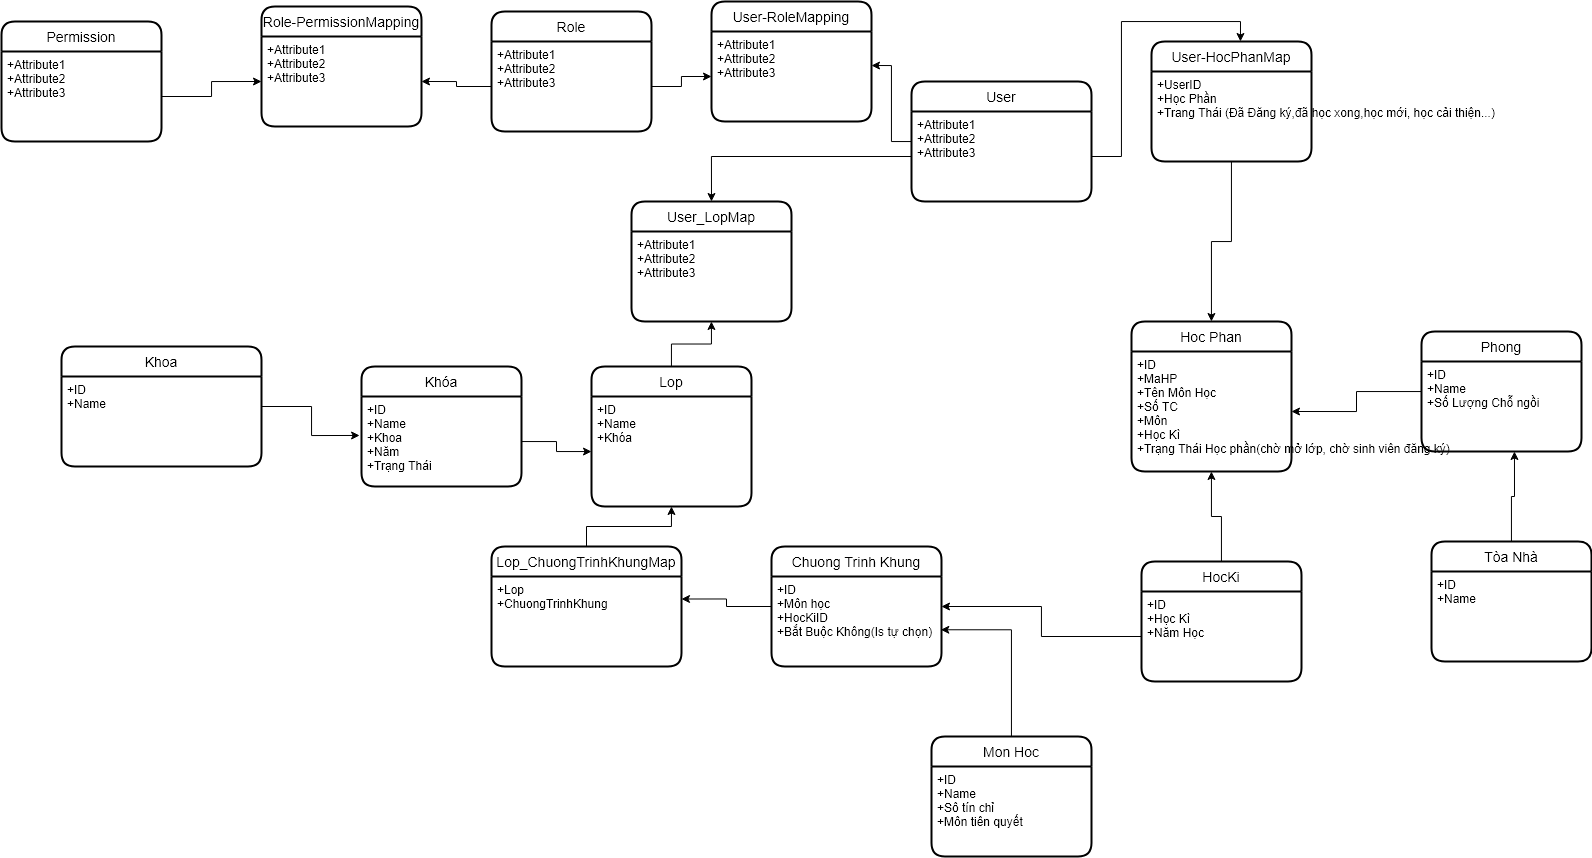 Permission
+Attribute1
+Attribute2
+Attribute3
Role-PermissionMapping
+Attribute1
+Attribute2
+Attribute3
Role
+Attribute1
+Attribute2
+Attribute3
User-RoleMapping
+Attribute1
+Attribute2
+Attribute3
User
+Attribute1
+Attribute2
+Attribute3
User-HocPhanMap
+UserID
+Học Phần
+Trang Thái (Đã Đăng ký,đã học xong,học mới, học cải thiện...)
User_LopMap
+Attribute1
+Attribute2
+Attribute3
Khoa
+ID
+Name
Khóa
+ID
+Name
+Khoa
+Năm
+Trạng Thái
Lop
+ID
+Name
+Khóa
Hoc Phan
+ID
+MaHP
+Tên Môn Học
+Số TC
+Môn
+Học Kì
+Trạng Thái Học phần(chờ mở lớp, chờ sinh viên đăng ký)
Phong
+ID
+Name
+Số Lượng Chỗ ngồi
Lop_ChuongTrinhKhungMap
+Lop
+ChuongTrinhKhung
Chuong Trinh Khung
+ID
+Môn học
+HocKiID
+Bắt Buộc Không(Is tự chọn)
HocKi
+ID
+Học Kì
+Năm Học
Tòa Nhà
+ID
+Name
Mon Hoc
+ID
+Name
+Sô tín chỉ
+Môn tiên quyết